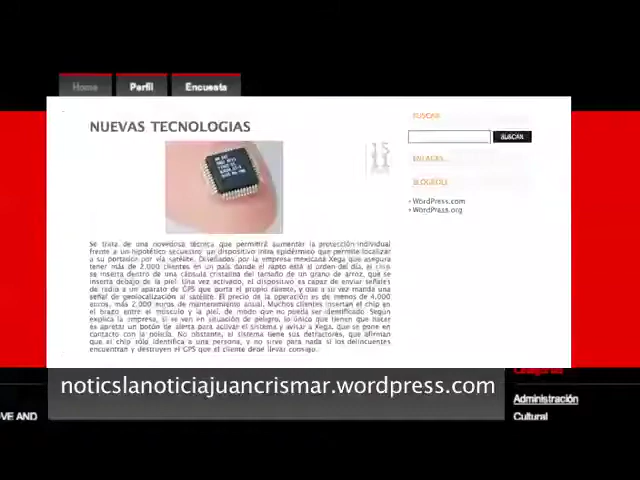 Home Perfil Encuesta
NUEVAS TECNOLOGIAS
15
11
BUSCAR
BUSCAR
ENLACES
BLOGROLL
WordPress.com
WordPress.org
Se trata de una novedosa técnica que permitirá aumentar la protección individual
frente a un hipotético secuestro: un dispositivo intra epidérmico que permite localizar
a su portador por vía satélite. Diseñados por la empresa mexicana Xega que asegura
tener más de 2.000 clientes en un país donde el rapto está al orden del día, el chip
se inserta dentro de una cápsula cristalina del tamaño de un grano de arroz, que se
inserta debajo de la piel. Una vez activado, el dispositivo es capaz de enviar señales
de radio a un aparato de GPS que porta el propio cliente, y que a su vez manda una
señal de geolocalización al satélite. El precio de la operación es de menos de 4.000
euros, más 2.000 euros de mantenimiento anual. Muchos clientes insertan el chip en
el brazo entre el músculo y la piel, de modo que no pueda ser identificado. Según
explica la empresa, si se ven en situación de peligro, lo único que tienen que hacer
es apretar un botón de alerta para activar el sistema y avisar a Xega, que se pone en
contacto con la policía. No obstante, el sistema tiene sus detractores, que afirman
que el chip sólo identifica a una persona, y no sirve para nada si los delincuentes
encuentran y destruyen el GPS que el cliente debe llevar consigo.
noticslanoticiajuancrismar.wordpress.com
Categorías
Administración
Cultural
OVE AND